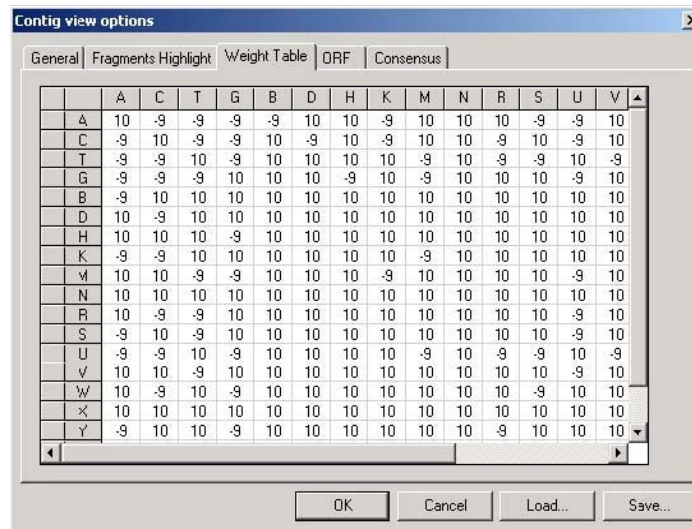 Contig view options
General Fragments Highlight Weight Table ORF Consensus
A C T G B D H K M N R S U V
A 10 -9 -9 -9 -9 10 10 -9 10 10 10 -9 -9 10
C -9 10 -9 -9 10 -9 10 -9 10 10 -9 10 -9 10
T -9 -9 10 -9 10 10 10 10 -9 10 -9 -9 10 -9
G -9 -9 -9 10 10 10 -9 10 -9 10 10 10 -9 10
B -9 10 10 10 10 10 10 10 10 10 10 10 10 10
D 10 -9 10 10 10 10 10 10 10 10 10 10 10 10
H 10 10 10 -9 10 10 10 10 10 10 10 10 10 10
K -9 -9 10 10 10 10 10 10 -9 10 10 10 10 10
M 10 10 -9 -9 10 10 10 -9 10 10 10 10 -9 10
N 10 10 10 10 10 10 10 10 10 10 10 10 10 10
R 10 -9 -9 10 10 10 10 10 10 10 10 10 -9 10
S -9 10 -9 10 10 10 10 10 10 10 10 10 -9 10
U -9 -9 10 -9 10 10 10 10 -9 10 -9 -9 10 -9
V 10 10 -9 10 10 10 10 10 10 10 10 10 -9 10
W 10 -9 10 -9 10 10 10 10 10 10 10 -9 10 10
X 10 10 10 10 10 10 10 10 10 10 10 10 10 10
Y -9 10 10 -9 10 10 10 10 10 10 -9 10 10 10
OK Cancel Load... Save...